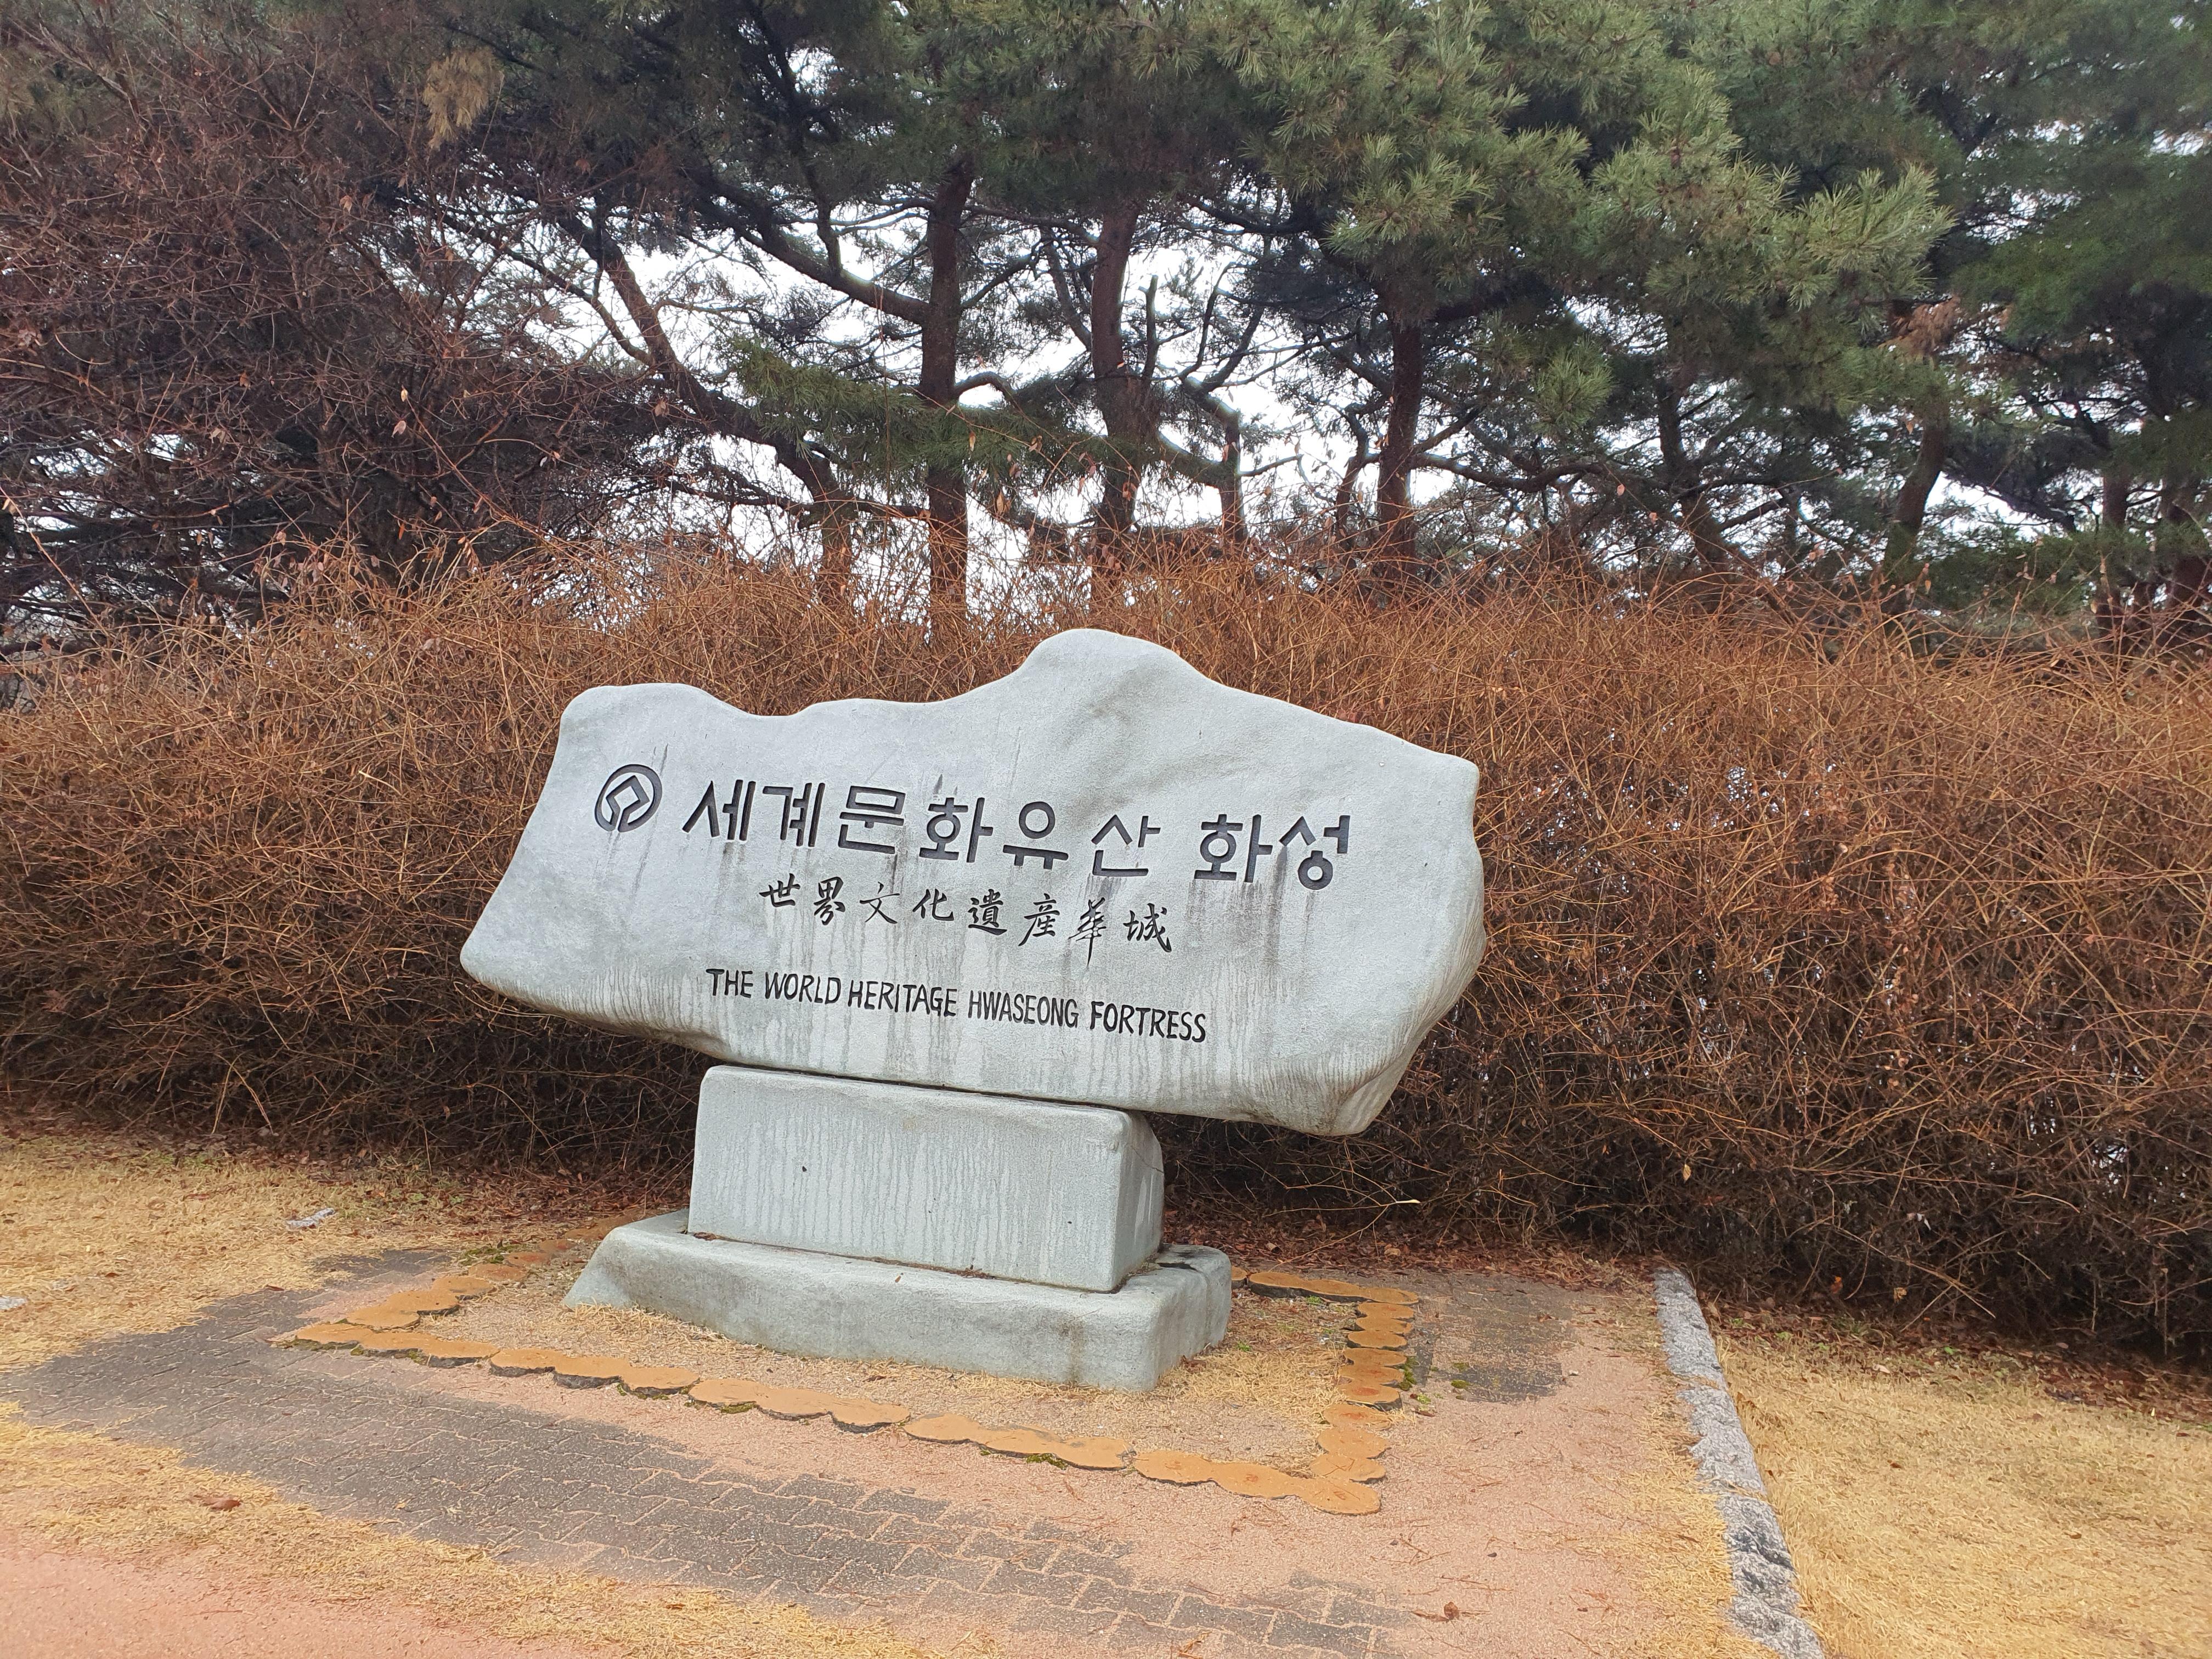 세계문화유산 화성
世界文化遺産華城
THE WORLD HERITAGE HWASEONG FORTRESS